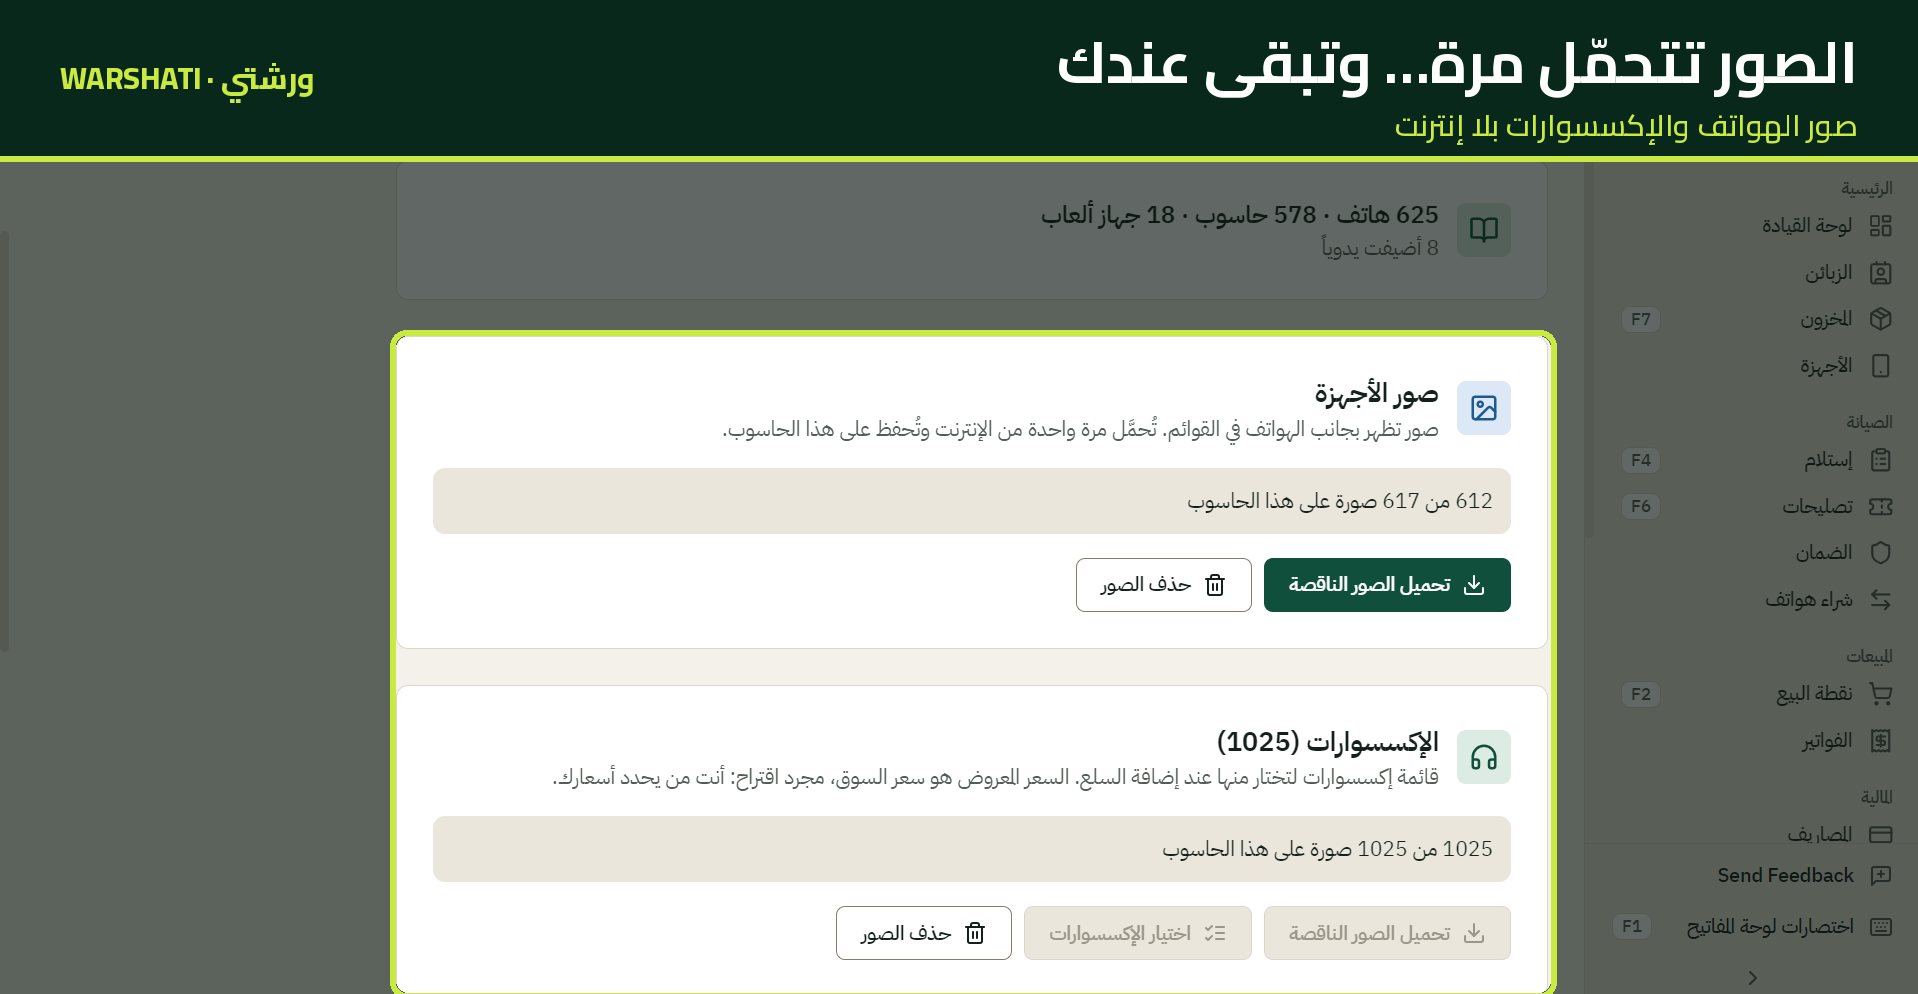 الصور تتحمّل مرة... وتبقى عندك
صور الهواتف والإكسسوارات بلا إنترنت
ورشتي · WARSHATI
الرئيسية
لوحة القيادة
الزبائن
المخزون F7
الأجهزة
الصيانة
إستلام F4
تصليحات F6
الضمان
شراء هواتف
المبيعات
نقطة البيع F2
الفواتير
المالية
المصاريف
Send Feedback
اختصارات لوحة المفاتيح F1
625 هاتف · 578 حاسوب · 18 جهاز ألعاب
8 أضيفت يدوياً
صور الأجهزة
صور تظهر بجانب الهواتف في القوائم. تُحمَّل مرة واحدة من الإنترنت وتُحفظ على هذا الحاسوب.
612 من 617 صورة على هذا الحاسوب
تحميل الصور الناقصة
حذف الصور
الإكسسوارات (1025)
قائمة إكسسوارات لتختار منها عند إضافة السلع. السعر المعروض هو سعر السوق، مجرد اقتراح: أنت من يحدد أسعارك.
1025 من 1025 صورة على هذا الحاسوب
تحميل الصور الناقصة
اختيار الإكسسوارات
حذف الصور